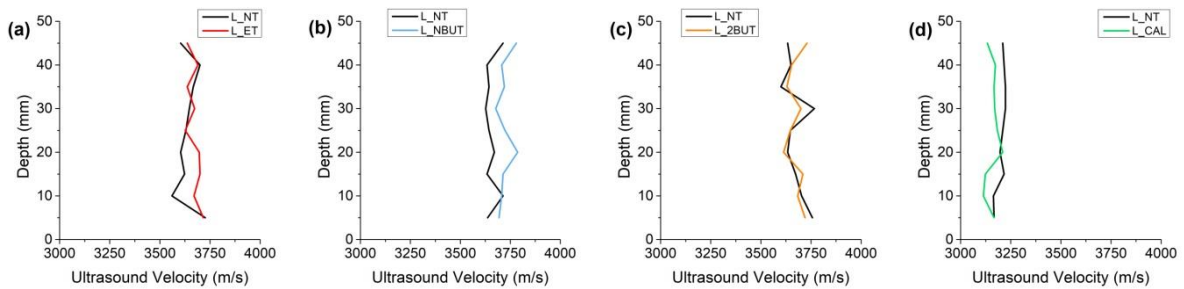 (a)
L_NT
L_ET
50
40
30
20
10
0
Depth (mm)
3000 3250 3500 3750 4000
Ultrasound Velocity (m/s)
(b)
L_NT
L_NBUT
50
40
30
20
10
0
Depth (mm)
3000 3250 3500 3750 4000
Ultrasound Velocity (m/s)
(c)
L_NT
L_2BUT
50
40
30
20
10
0
Depth (mm)
3000 3250 3500 3750 4000
Ultrasound Velocity (m/s)
(d)
L_NT
L_CAL
50
40
30
20
10
0
Depth (mm)
3000 3250 3500 3750 4000
Ultrasound Velocity (m/s)